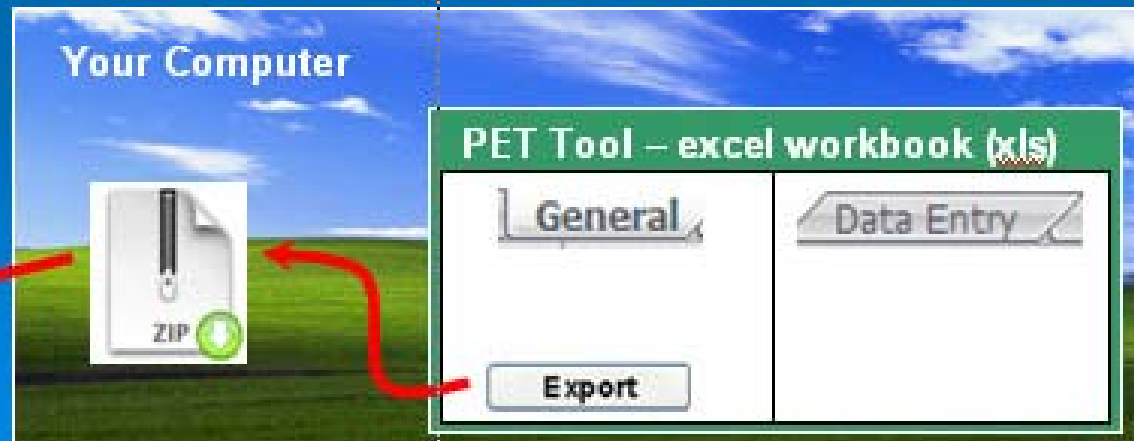 Your Computer
PET Tool – excel workbook (xls)
General
Data Entry
ZIP
Export